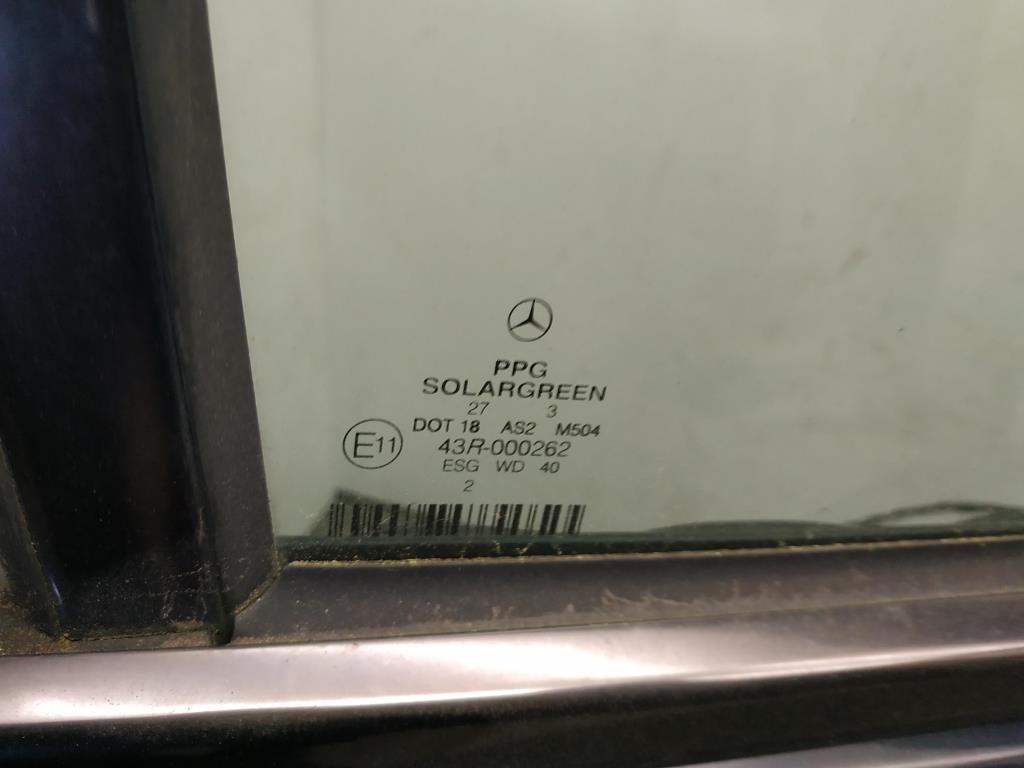 PPG
SOLARGREEN
27 3
DOT 18 AS2 M504
E11 43R-000262
ESG WD 40
2